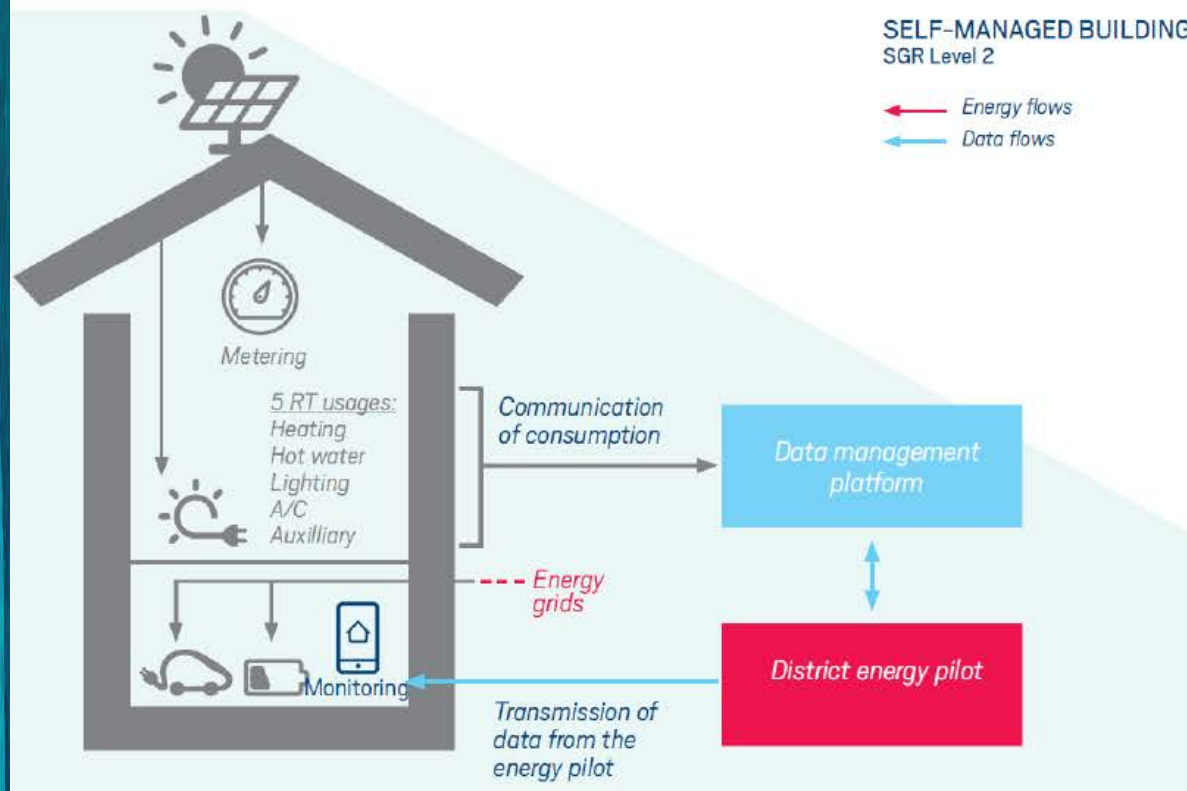 SELF-MANAGED BUILDING
SGR Level 2
Energy flows
Data flows
Metering
5 RT usages:
Heating
Hot water
Lighting
A/C
Auxilliary
Communication
of consumption
Data management
platform
Energy
grids
Monitoring
District energy pilot
Transmission of
data from the
energy pilot